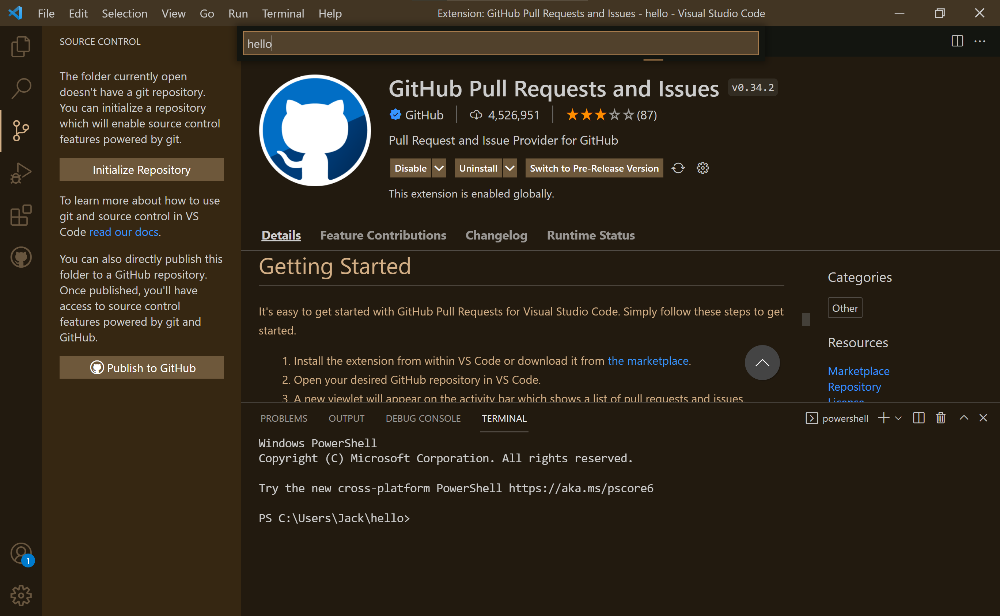 File Edit Selection View Go Run Terminal Help
Extension: GitHub Pull Requests and Issues - hello - Visual Studio Code
hello
SOURCE CONTROL
The folder currently open
doesn't have a git repository.
You can initialize a repository
which will enable source control
features powered by git.
Initialize Repository
To learn more about how to use
git and source control in VS
Code read our docs.
You can also directly publish this
folder to a GitHub repository.
Once published, you'll have
access to source control
features powered by git and
GitHub.
Publish to GitHub
1
GitHub Pull Requests and Issues v0.34.2
GitHub 4,526,951 (87)
Pull Request and Issue Provider for GitHub
Disable Uninstall Switch to Pre-Release Version
This extension is enabled globally.
Details Feature Contributions Changelog Runtime Status
Getting Started
It's easy to get started with GitHub Pull Requests for Visual Studio Code. Simply follow these steps to get
started.
1. Install the extension from within VS Code or download it from the marketplace.
2. Open your desired GitHub repository in VS Code.
3. A new viewlet will appear on the activity bar which shows a list of pull requests and issues.
Categories
Other
Resources
Marketplace
Repository
License
PROBLEMS OUTPUT DEBUG CONSOLE TERMINAL
powershell
Windows PowerShell
Copyright (C) Microsoft Corporation. All rights reserved.
Try the new cross-platform PowerShell https://aka.ms/pscore6
PS C:\Users\Jack\hello>